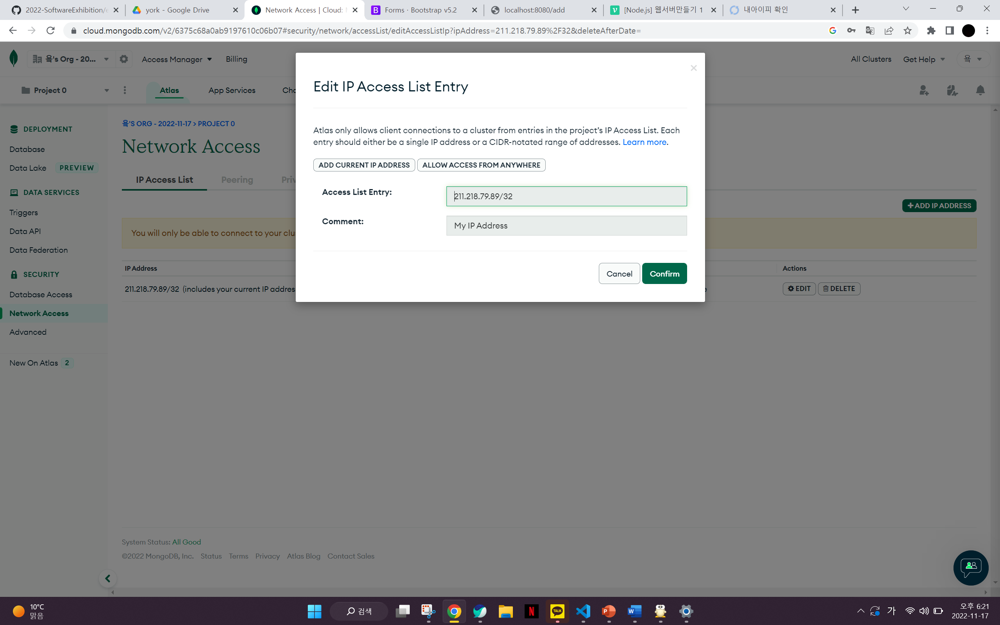 2022-SoftwareExhibition/e
york - Google Drive
Network Access | Cloud: M
Forms · Bootstrap v5.2
localhost:8080/add
[Node.js] 웹서버만들기 1
내아이피 확인
cloud.mongodb.com/v2/6375c68a0ab9197610c06b07#security/network/accessList/editAccessListIp?ipAddress=211.218.79.89%2F32&deleteAfterDate=
욕's Org - 20...
Access Manager
Billing
All Clusters
Get Help
욕
Project 0
Atlas
App Services
Cha
DEPLOYMENT
Database
Data Lake PREVIEW
DATA SERVICES
Triggers
Data API
Data Federation
SECURITY
Database Access
Network Access
Advanced
New On Atlas 2
욕'S ORG - 2022-11-17 > PROJECT 0
Network Access
IP Access List
Peering
Priv
+ ADD IP ADDRESS
You will only be able to connect to your clu
IP Address
Actions
211.218.79.89/32 (includes your current IP addres
EDIT
DELETE
Edit IP Access List Entry
Atlas only allows client connections to a cluster from entries in the project's IP Access List. Each
entry should either be a single IP address or a CIDR-notated range of addresses. Learn more.
ADD CURRENT IP ADDRESS
ALLOW ACCESS FROM ANYWHERE
Access List Entry: 211.218.79.89/32
Comment: My IP Address
Cancel
Confirm
System Status: All Good
©2022 MongoDB, Inc. Status Terms Privacy Atlas Blog Contact Sales
10°C
맑음
검색
N
TALK
P
W
가
오후 6:21
2022-11-17